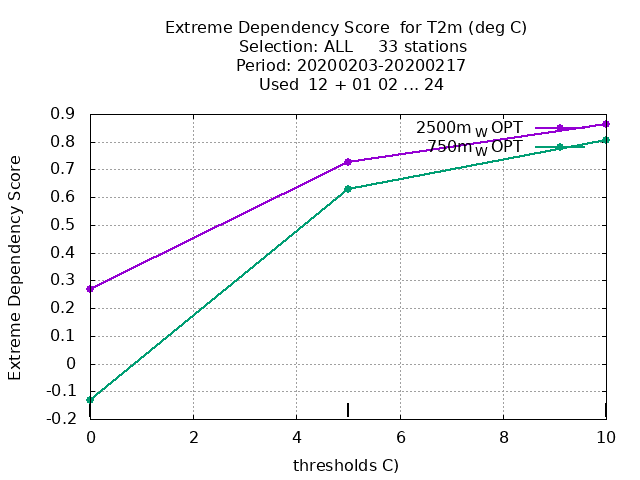 Extreme Dependency Score  for T2m (deg C)
Selection: ALL     33 stations
Period: 20200203-20200217
Used  12 + 01 02 ... 24
Extreme Dependency Score
0.9
0.8
0.7
0.6
0.5
0.4
0.3
0.2
0.1
0
-0.1
-0.2
2500m_W OPT
750m_W OPT
0 2 4 6 8 10
thresholds C)